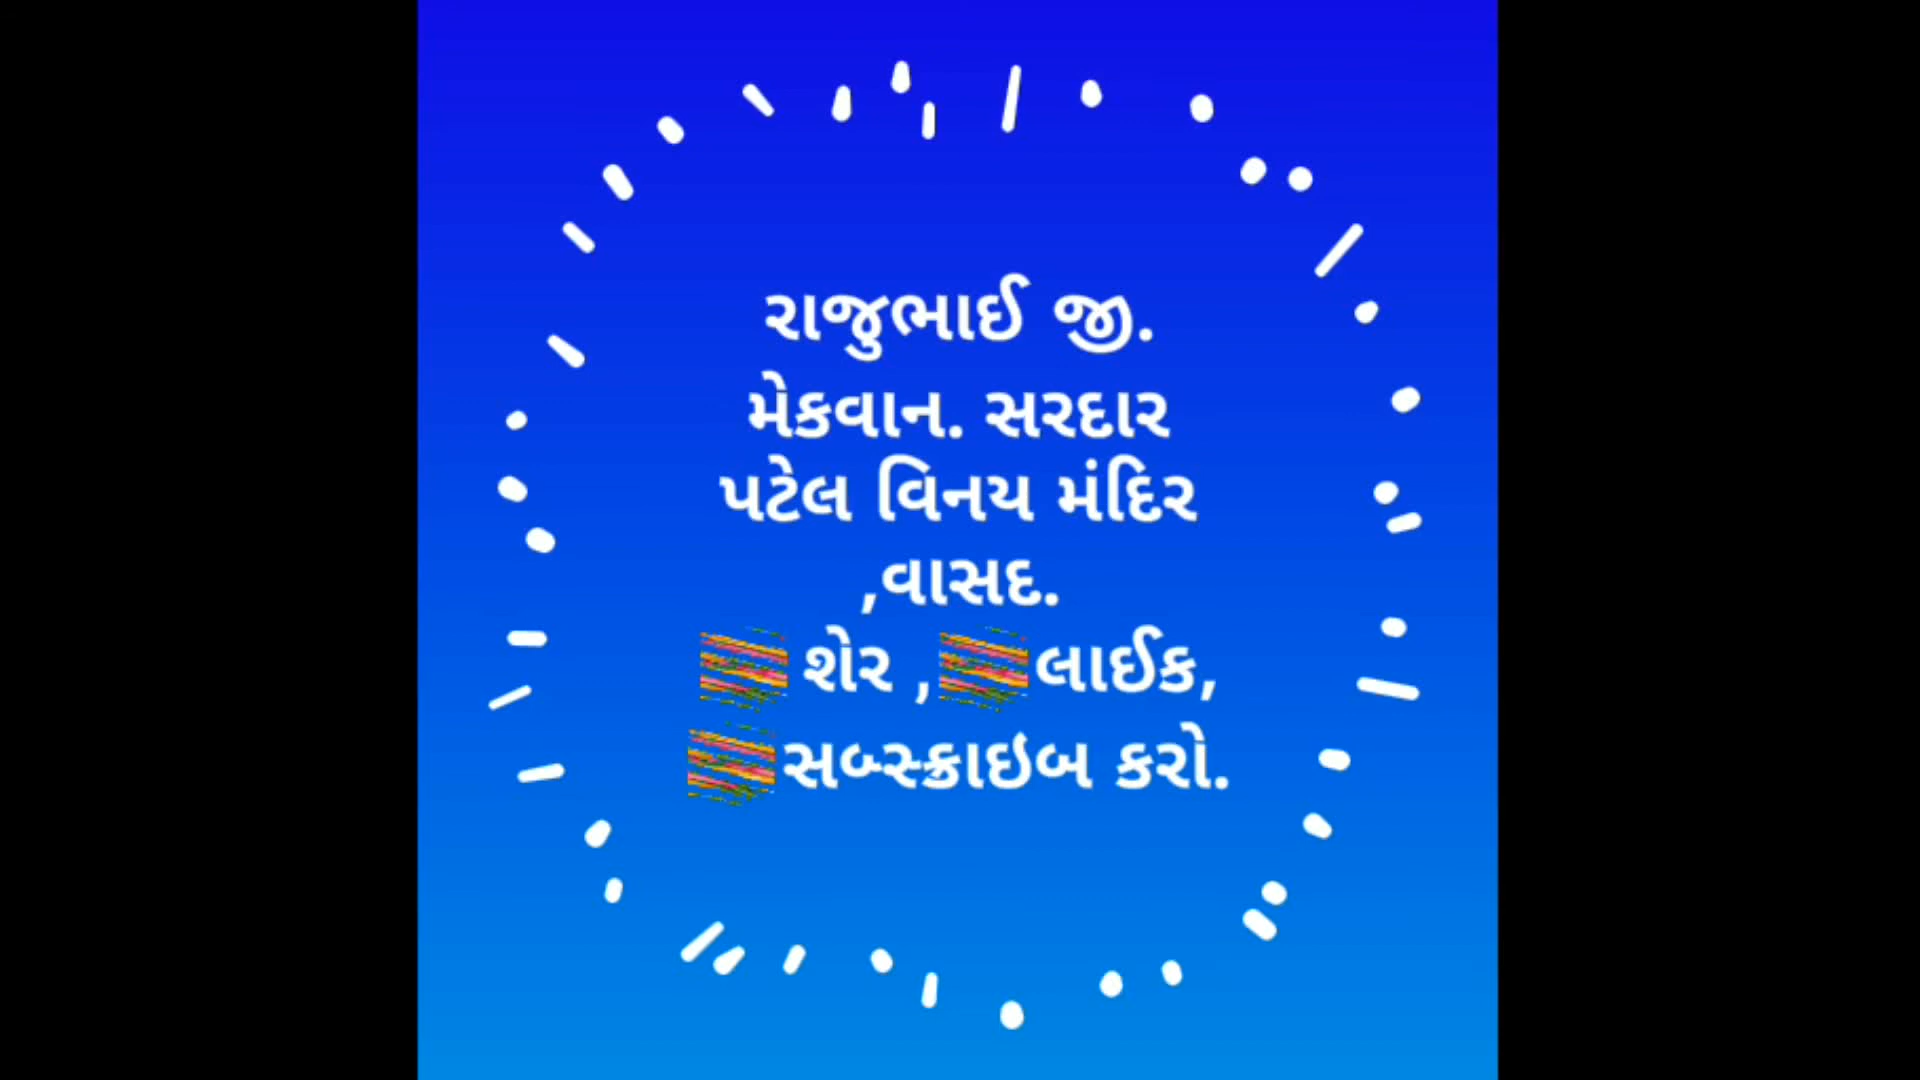 રાજુભાઈ જી.
મેકવાન. સરદાર
પટેલ વિનય મંદિર
,વાસદ.
શેર ,લાઈક,
સબ્સ્ક્રાઇબ કરો.